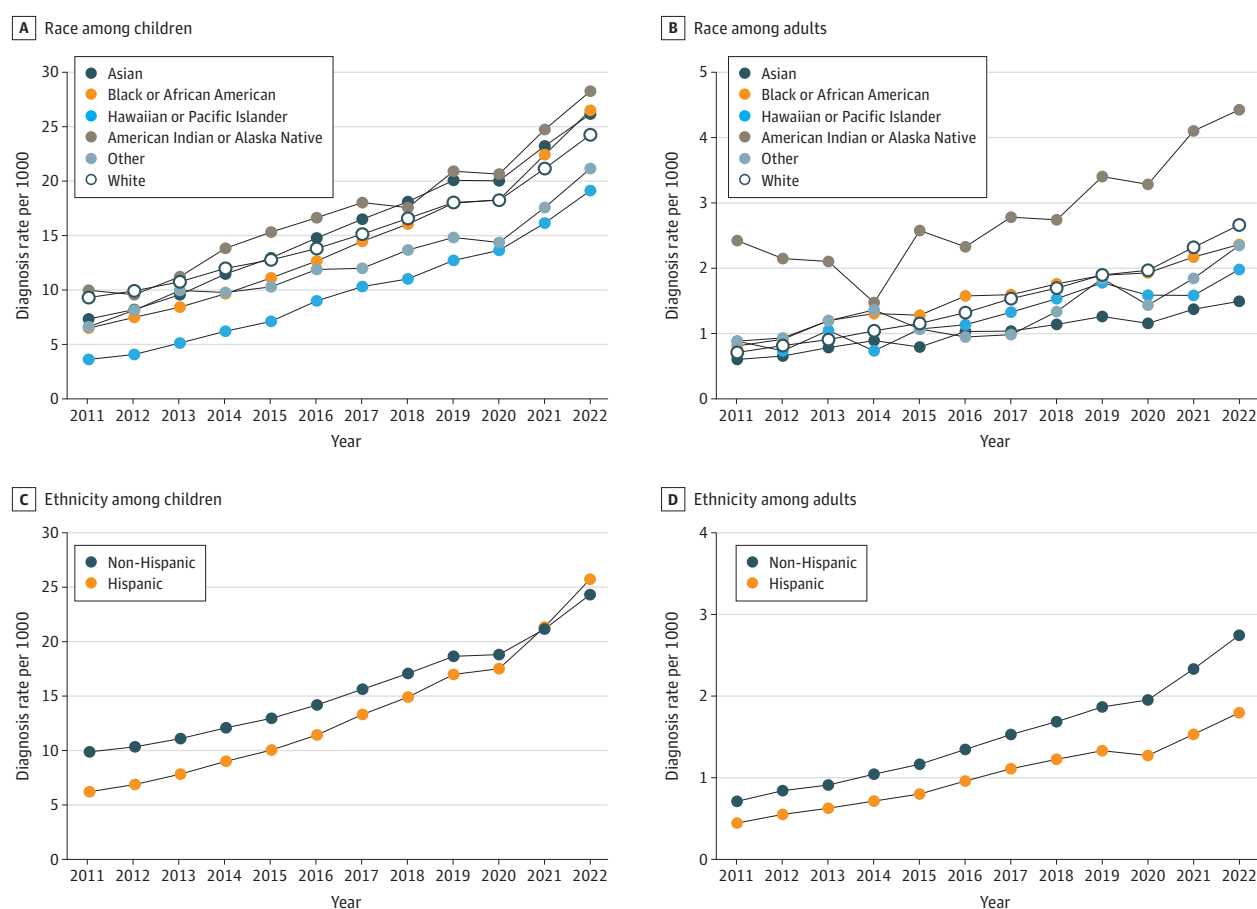 A Race among children
30
25
20
15
10
5
0
Diagnosis rate per 1000
Asian
Black or African American
Hawaiian or Pacific Islander
American Indian or Alaska Native
Other
White
2011 2012 2013 2014 2015 2016 2017 2018 2019 2020 2021 2022
Year
B Race among adults
5
4
3
2
1
0
Diagnosis rate per 1000
Asian
Black or African American
Hawaiian or Pacific Islander
American Indian or Alaska Native
Other
White
2011 2012 2013 2014 2015 2016 2017 2018 2019 2020 2021 2022
Year
C Ethnicity among children
30
25
20
15
10
5
0
Diagnosis rate per 1000
Non-Hispanic
Hispanic
2011 2012 2013 2014 2015 2016 2017 2018 2019 2020 2021 2022
Year
D Ethnicity among adults
4
3
2
1
0
Diagnosis rate per 1000
Non-Hispanic
Hispanic
2011 2012 2013 2014 2015 2016 2017 2018 2019 2020 2021 2022
Year